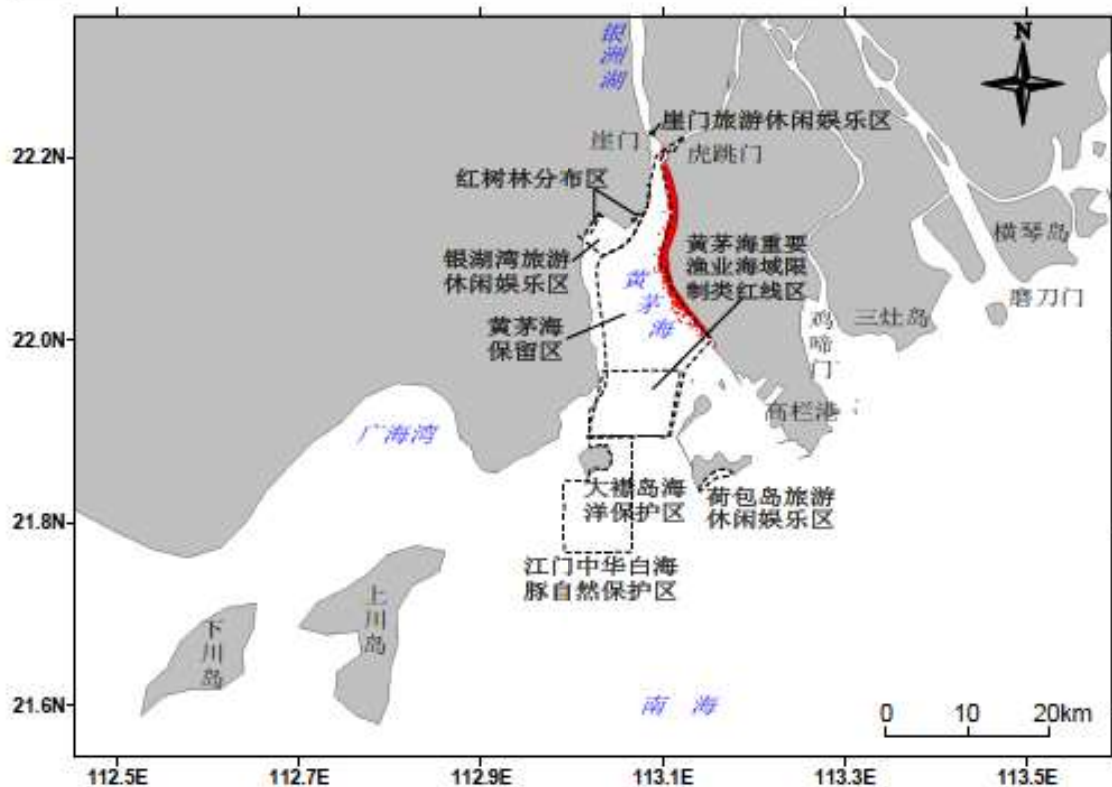 银洲湖
N
崖门旅游休闲娱乐区
崖门
虎跳门
22.2N
红树林分布区
黄茅海重要
渔业海域限
制类红线区
横琴岛
银湖湾旅游
休闲娱乐区
黄茅海
磨刀门
鸡啼门
三灶岛
黄茅海
保留区
22.0N
高栏港
广海湾
大襟岛海
洋保护区
荷包岛旅游
休闲娱乐区
21.8N
江门中华白海
豚自然保护区
上川岛
下川岛
南 海
0 10 20km
21.6N
112.5E 112.7E 112.9E 113.1E 113.3E 113.5E